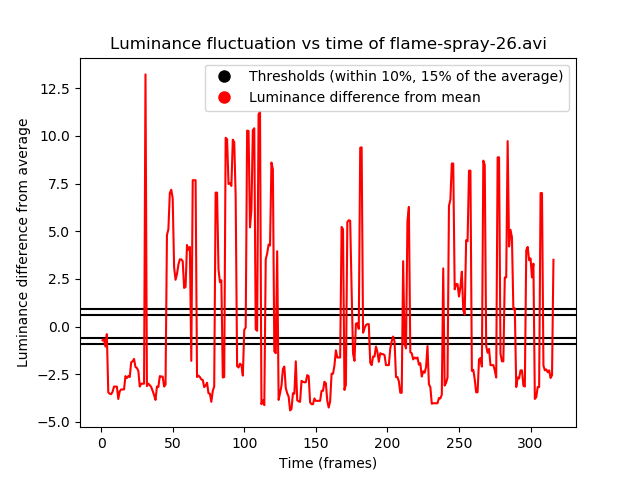 Luminance fluctuation vs time of flame-spray-26.avi
Thresholds (within 10%, 15% of the average)
Luminance difference from mean
Luminance difference from average
12.5
10.0
7.5
5.0
2.5
0.0
−2.5
−5.0
0 50 100 150 200 250 300
Time (frames)